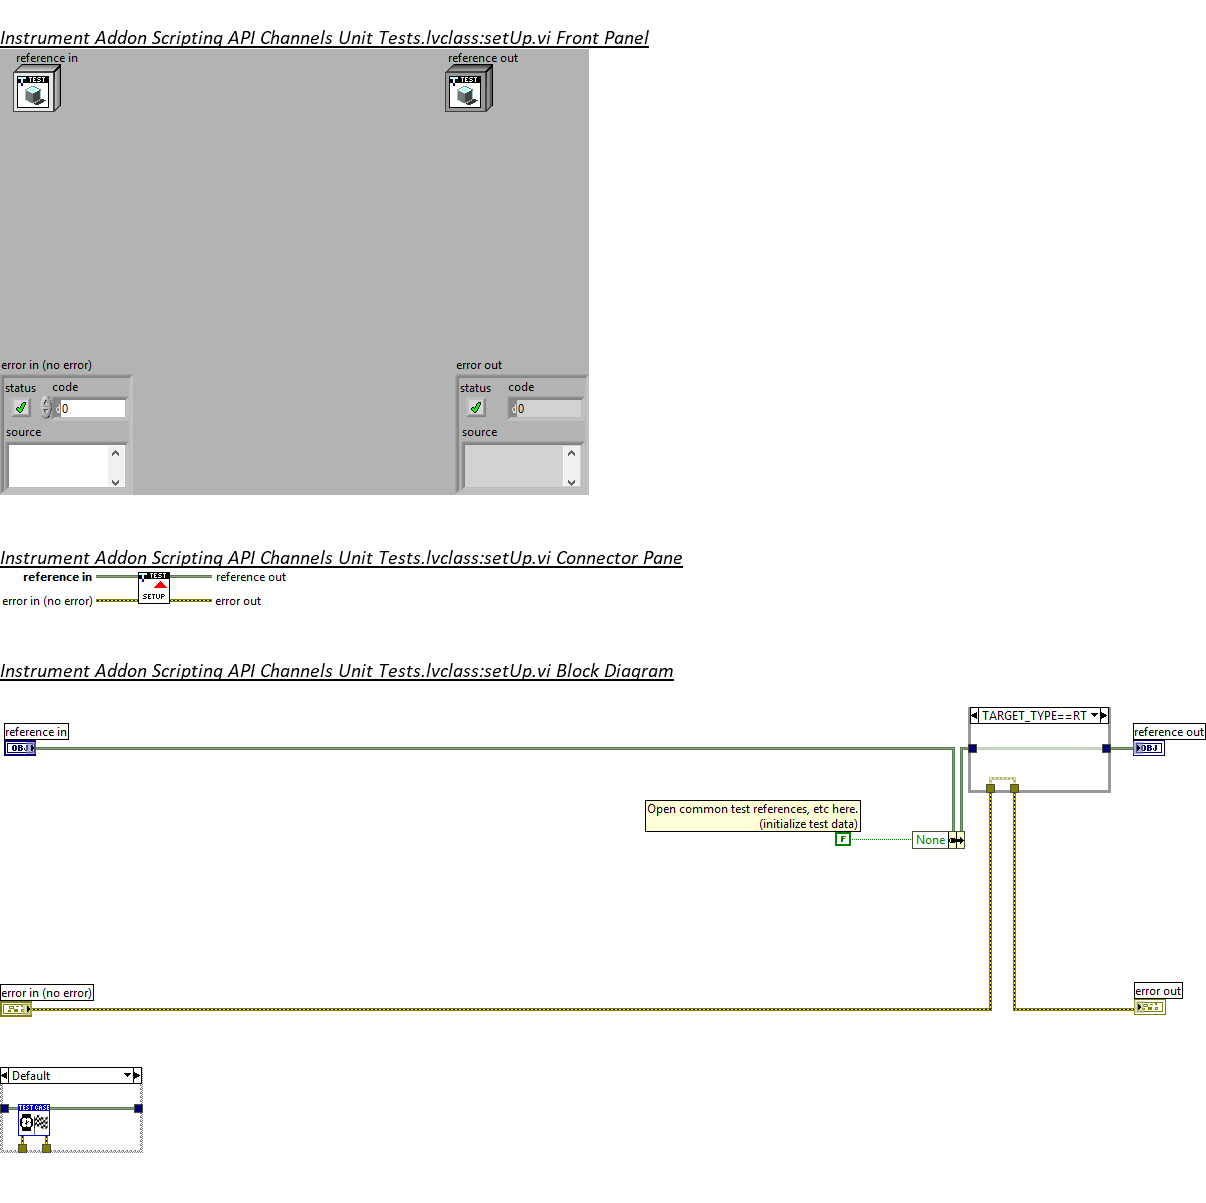 Instrument Addon Scripting API Channels Unit Tests.lvclass:setUp.vi Front Panel
reference in
reference out
TEST
TEST
error in (no error)
error out
status code
status code
d 0
d 0
source
source
Instrument Addon Scripting API Channels Unit Tests.lvclass:setUp.vi Connector Pane
reference in
TEST
reference out
error in (no error)
SETUP
error out
Instrument Addon Scripting API Channels Unit Tests.lvclass:setUp.vi Block Diagram
TARGET_TYPE==RT
reference in
reference out
OBJ
OBJ
Open common test references, etc here.
(initialize test data)
F
None
error in (no error)
error out
Default
TEST CASE